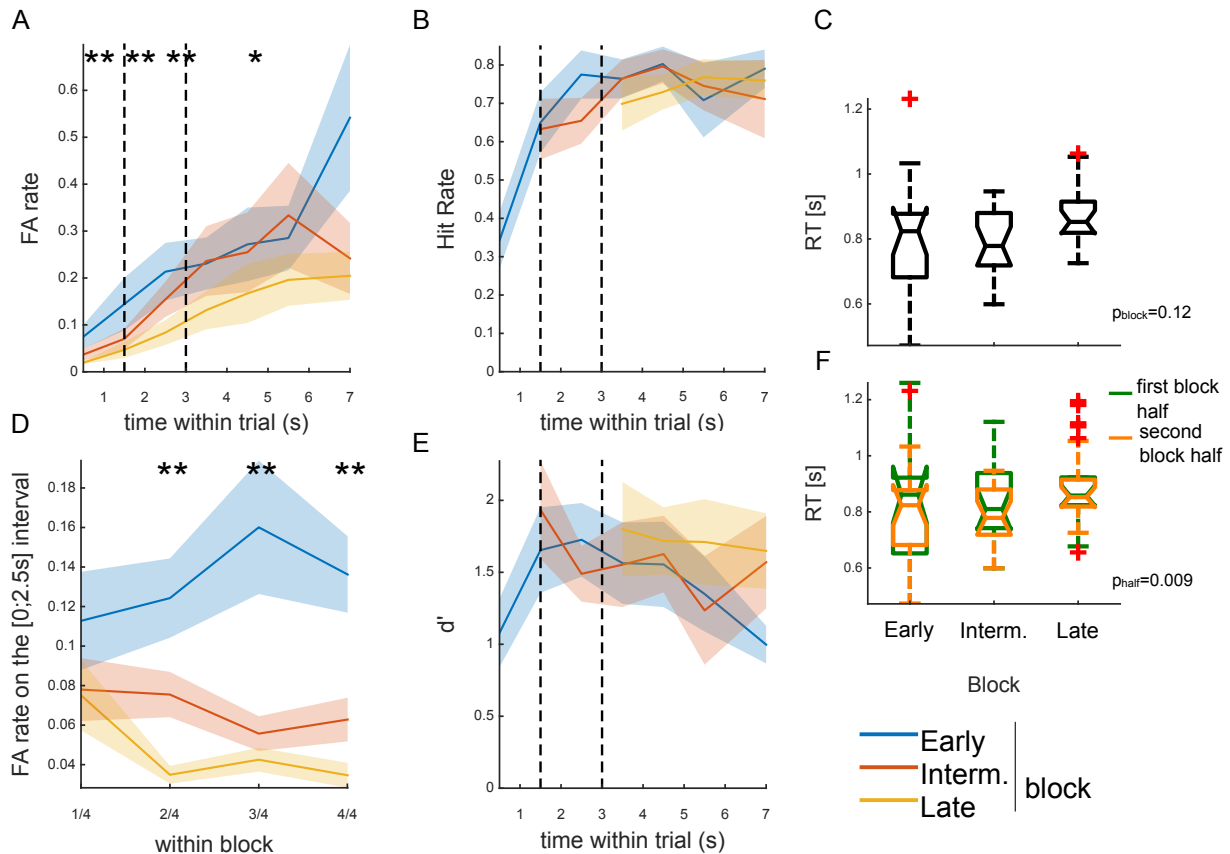 A
** ** ** *
0.6
0.5
0.4
0.3
0.2
0.1
0
FA rate
1 2 3 4 5 6 7
time within trial (s)
B
0.8
0.7
0.6
0.5
0.4
0.3
0.2
0.1
0
Hit Rate
1 2 3 4 5 6 7
time within trial (s)
C
1.2
1
0.8
0.6
RT [s]
pblock=0.12
D
** ** **
0.18
0.16
0.14
0.12
0.1
0.08
0.06
0.04
FA rate on the [0;2.5s] interval
1/4 2/4 3/4 4/4
within block
E
2
1.5
1
0.5
0
d'
1 2 3 4 5 6 7
time within trial (s)
F
first block
half
second
block half
1.2
1
0.8
0.6
RT [s]
phalf=0.009
Early Interm. Late
Block
Early
Interm.
Late
block